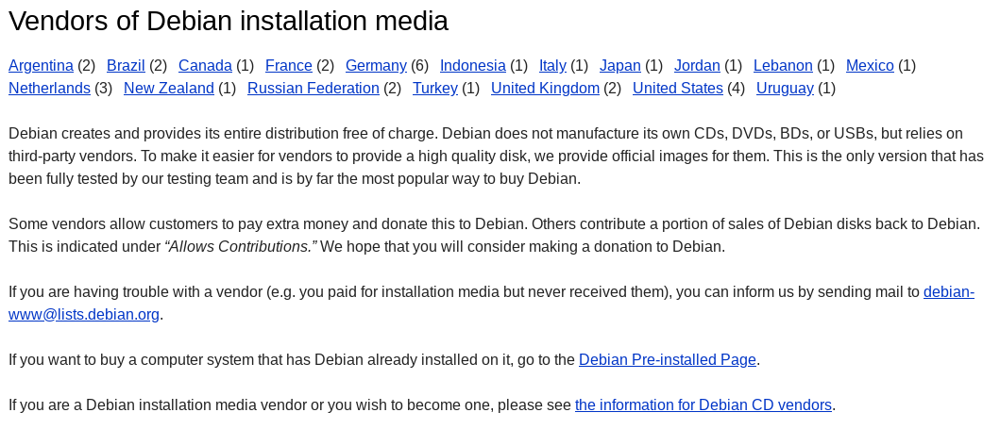 Vendors of Debian installation media
Argentina (2) Brazil (2) Canada (1) France (2) Germany (6) Indonesia (1) Italy (1) Japan (1) Jordan (1) Lebanon (1) Mexico (1)
Netherlands (3) New Zealand (1) Russian Federation (2) Turkey (1) United Kingdom (2) United States (4) Uruguay (1)
Debian creates and provides its entire distribution free of charge. Debian does not manufacture its own CDs, DVDs, BDs, or USBs, but relies on
third-party vendors. To make it easier for vendors to provide a high quality disk, we provide official images for them. This is the only version that has
been fully tested by our testing team and is by far the most popular way to buy Debian.
Some vendors allow customers to pay extra money and donate this to Debian. Others contribute a portion of sales of Debian disks back to Debian.
This is indicated under “Allows Contributions.” We hope that you will consider making a donation to Debian.
If you are having trouble with a vendor (e.g. you paid for installation media but never received them), you can inform us by sending mail to debian-
www@lists.debian.org.
If you want to buy a computer system that has Debian already installed on it, go to the Debian Pre-installed Page.
If you are a Debian installation media vendor or you wish to become one, please see the information for Debian CD vendors.